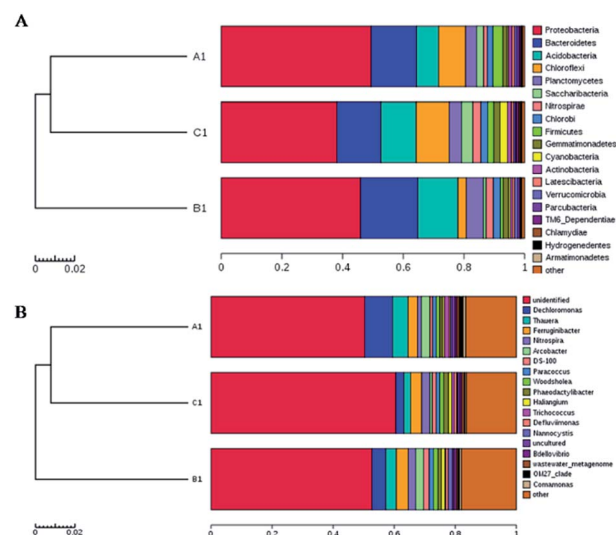 A
A1
C1
B1
0 0.02
0 0.2 0.4 0.6 0.8 1
Proteobacteria
Bacteroidetes
Acidobacteria
Chloroflexi
Planctomycetes
Saccharibacteria
Nitrospirae
Chlorobi
Firmicutes
Gemmatimonadetes
Cyanobacteria
Actinobacteria
Latescibacteria
Verrucomicrobia
Parcubacteria
TM6_Dependentiae
Chlamydiae
Hydrogenedentes
Armatimonadetes
other
B
A1
C1
B1
0 0.02
0 0.2 0.4 0.6 0.8 1
unidentified
Dechloromonas
Thauera
Ferruginibacter
Nitrospira
Arcobacter
DS-100
Paracoccus
Woodsholea
Phaeodactylibacter
Haliangium
Trichococcus
Defluviimonas
Nannocystis
uncultured
Bdellovibrio
wastewater_metagenome
OM27_clade
Comamonas
other